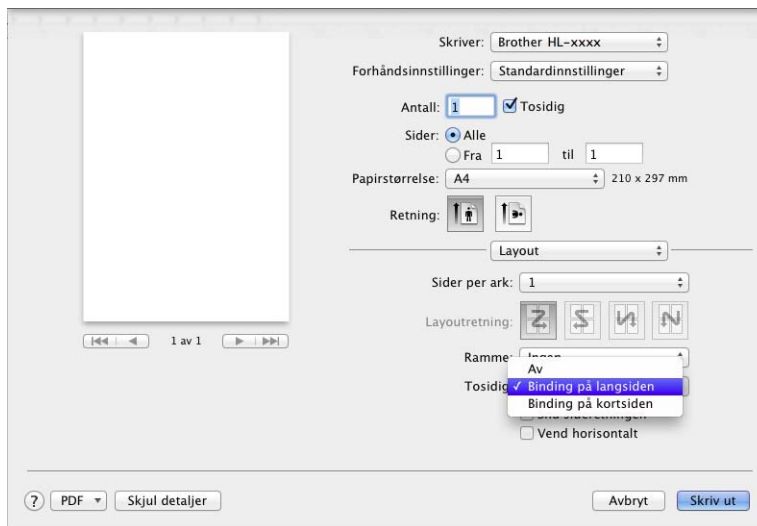 Skriver: Brother HL-xxxx
Forhåndsinnstillinger: Standardinnstillinger
Antall: 1 Tosidig
Sider: Alle
Fra 1 til 1
Papirstørrelse: A4 210 x 297 mm
Retning:
Layout
Sider per ark: 1
Layoutretning:
1 av 1
Ramme: Ingen
Av
Tosidig ✓ Binding på langsiden
Binding på kortsiden
Vend horisontalt
? PDF Skjul detaljer Avbryt Skriv ut